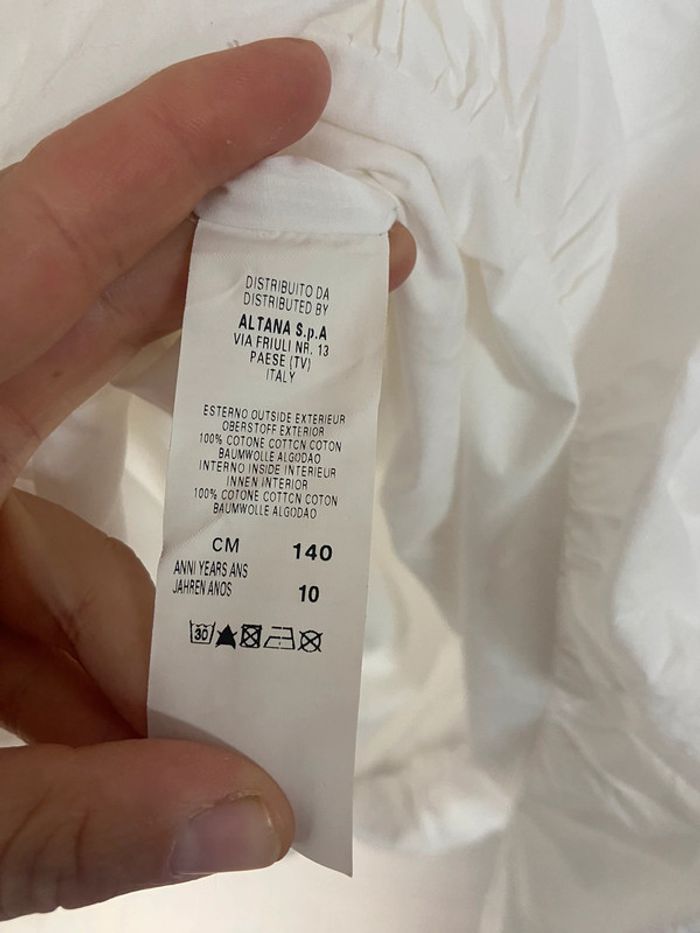 DISTRIBUITO DA
DISTRIBUTED BY
ALTANA S.p.A
VIA FRIULI NR. 13
PAESE (TV)
ITALY
ESTERNO OUTSIDE EXTERIEUR
OBERSTOFF EXTERIOR
100% COTONE COTTON COTON
BAUMWOLLE ALGODAO
INTERNO INSIDE INTERIEUR
INNEN INTERIOR
100% COTONE COTTON COTON
BAUMWOLLE ALGODAO
CM 140
ANNI YEARS ANS
JAHREN ANOS 10
30